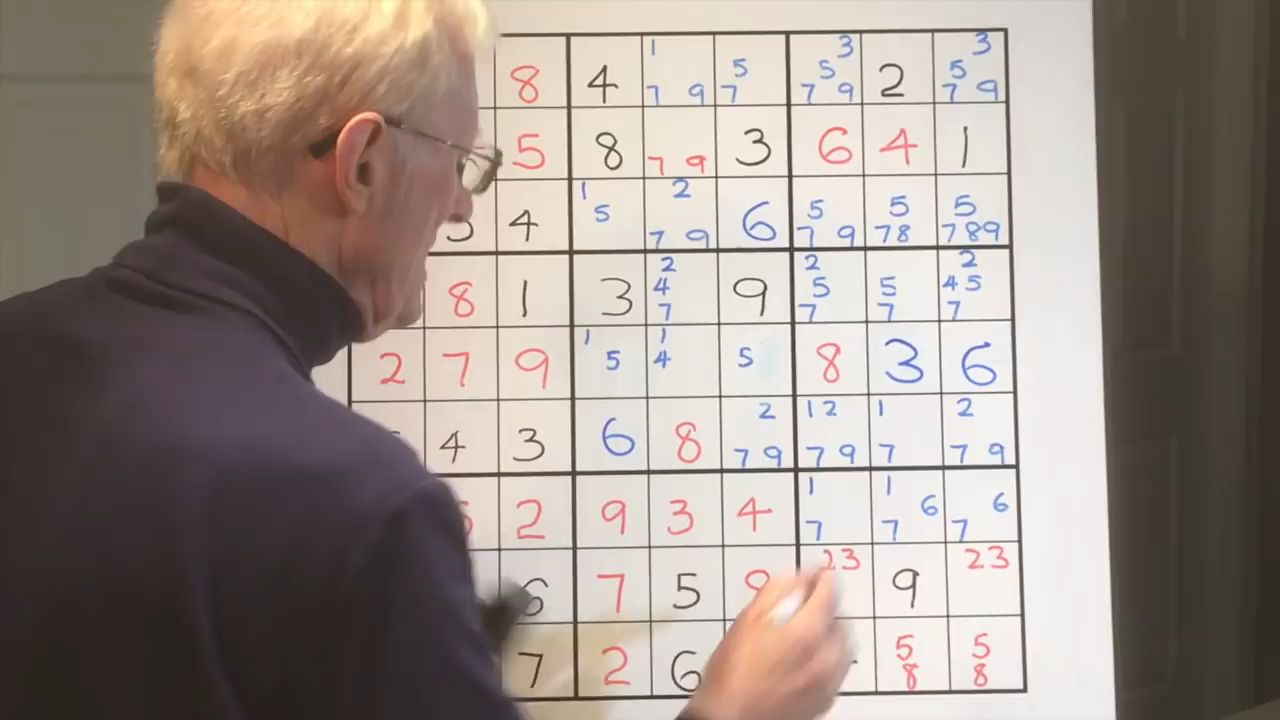 8 4 1 7 9 5 7 3 5 7 9 2 3 5 7 9
5 8 7 9 3 6 4 1
4 1 5 2 7 9 6 5 7 9 5 7 8 5 7 8 9
8 1 3 2 4 7 9 2 5 7 5 7 2 4 5 7
2 7 9 1 5 1 4 5 8 3 6
4 3 6 8 2 7 9 1 2 7 9 1 7 2 7 9
2 9 3 4 1 7 1 6 7 6 7
6 7 5 8 2 3 9 2 3
7 2 6 5 8 5 8